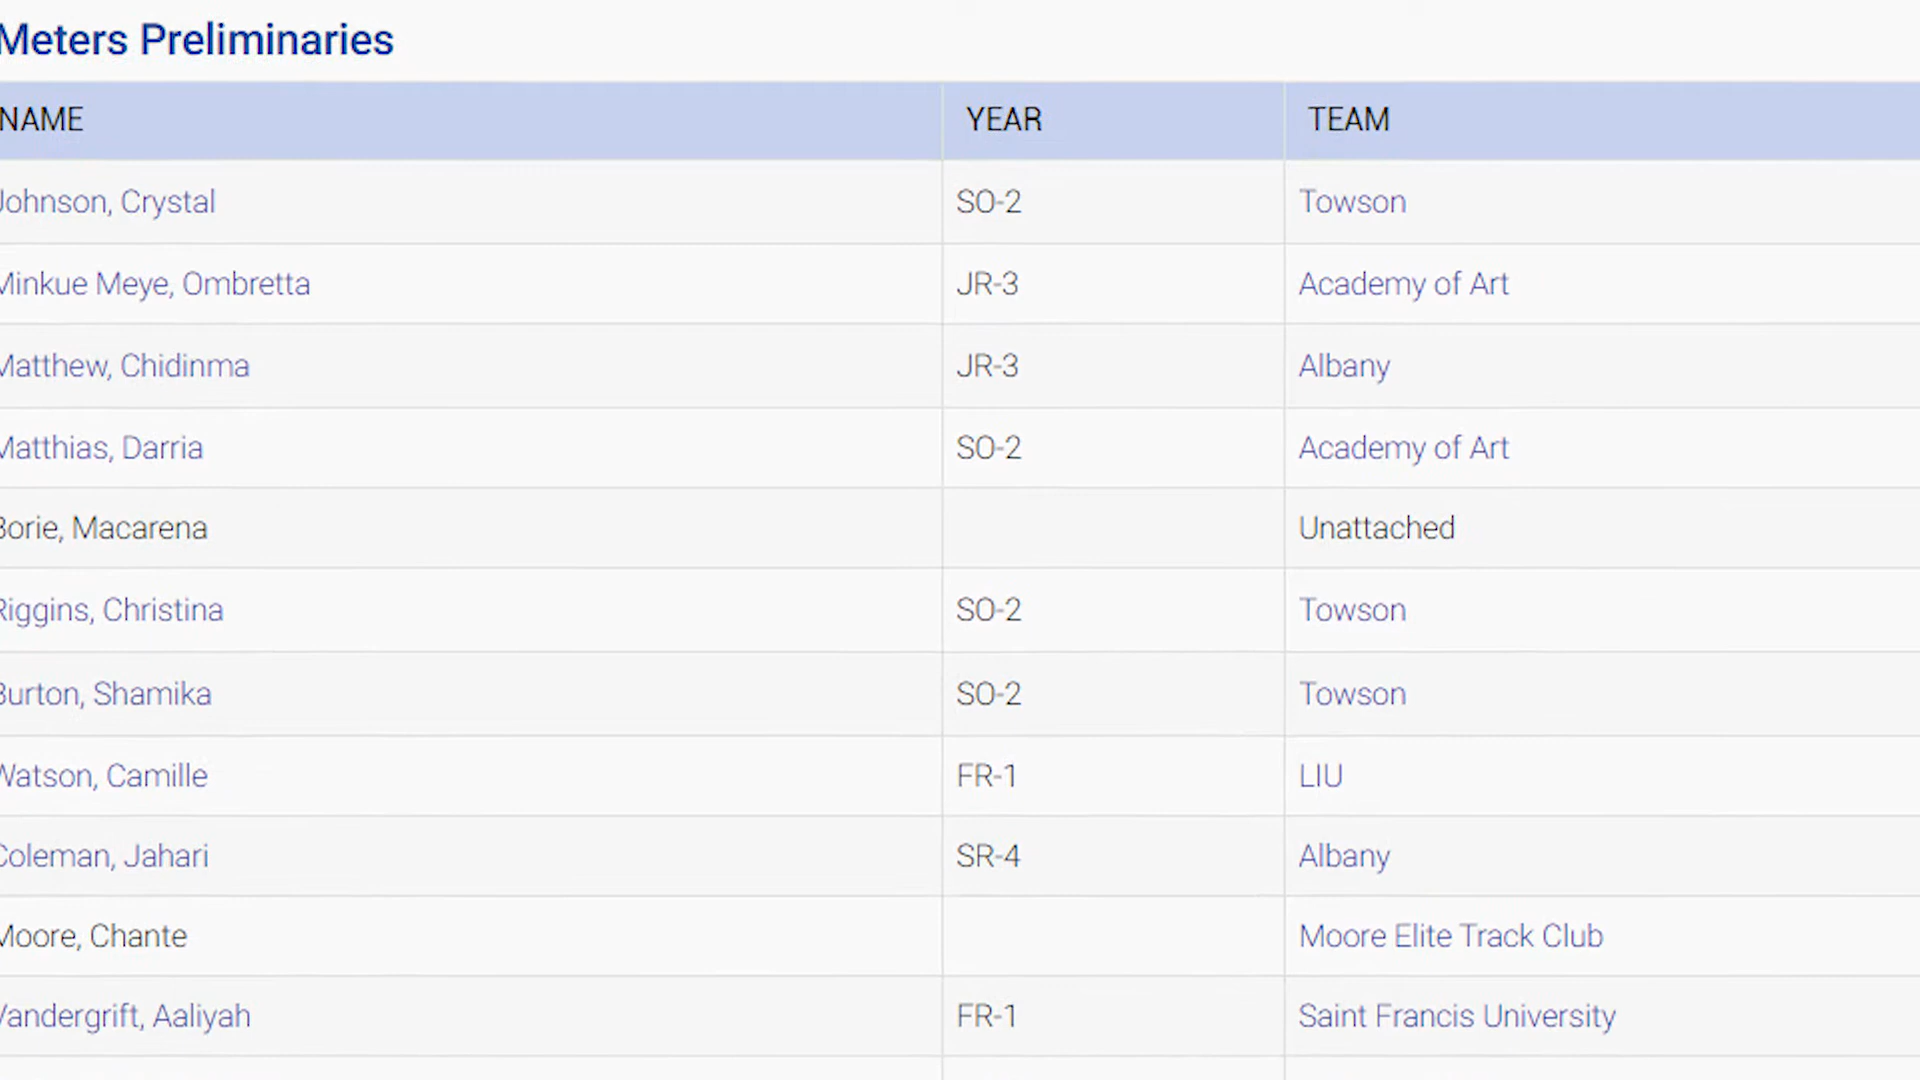 Meters Preliminaries
NAME YEAR TEAM
Johnson, Crystal SO-2 Towson
Minkue Meye, Ombretta JR-3 Academy of Art
Matthew, Chidinma JR-3 Albany
Matthias, Darria SO-2 Academy of Art
Borie, Macarena Unattached
Riggins, Christina SO-2 Towson
Burton, Shamika SO-2 Towson
Watson, Camille FR-1 LIU
Coleman, Jahari SR-4 Albany
Moore, Chante Moore Elite Track Club
Vandergrift, Aaliyah FR-1 Saint Francis University